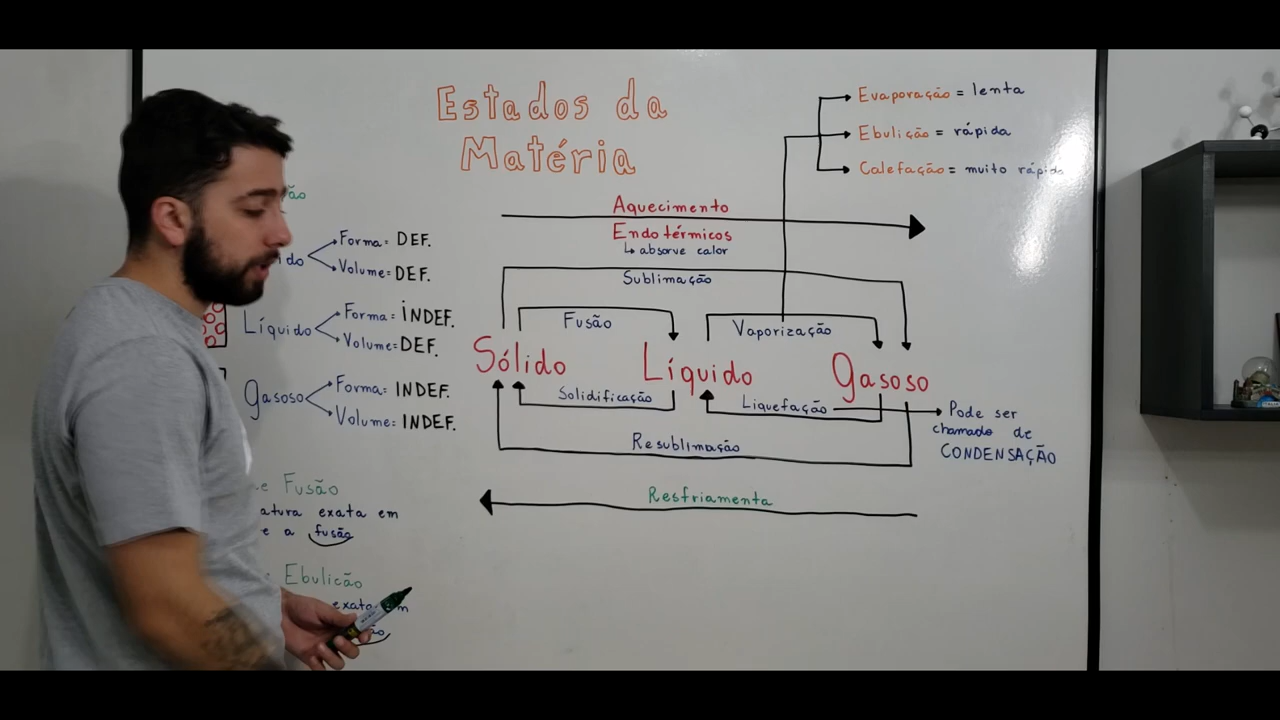 Estados da
Matéria
Evaporação = lenta
Ebulição = rápida
Calefação = muito rápida
Aquecimento
Endotérmicos
↳ absorve calor
Sublimação
Fusão
Vaporização
Sólido
Líquido
Gasoso
Solidificação
Liquefação
Pode ser
chamado de
CONDENSAÇÃO
Resublimação
Resfriamento
Forma: DEF.
Volume: DEF.
Líquido
Forma: INDEF.
Volume: DEF.
gasoso
Forma: INDEF.
Volume: INDEF.
Fusão
exata em
e a fusão
Ebulição
exata em